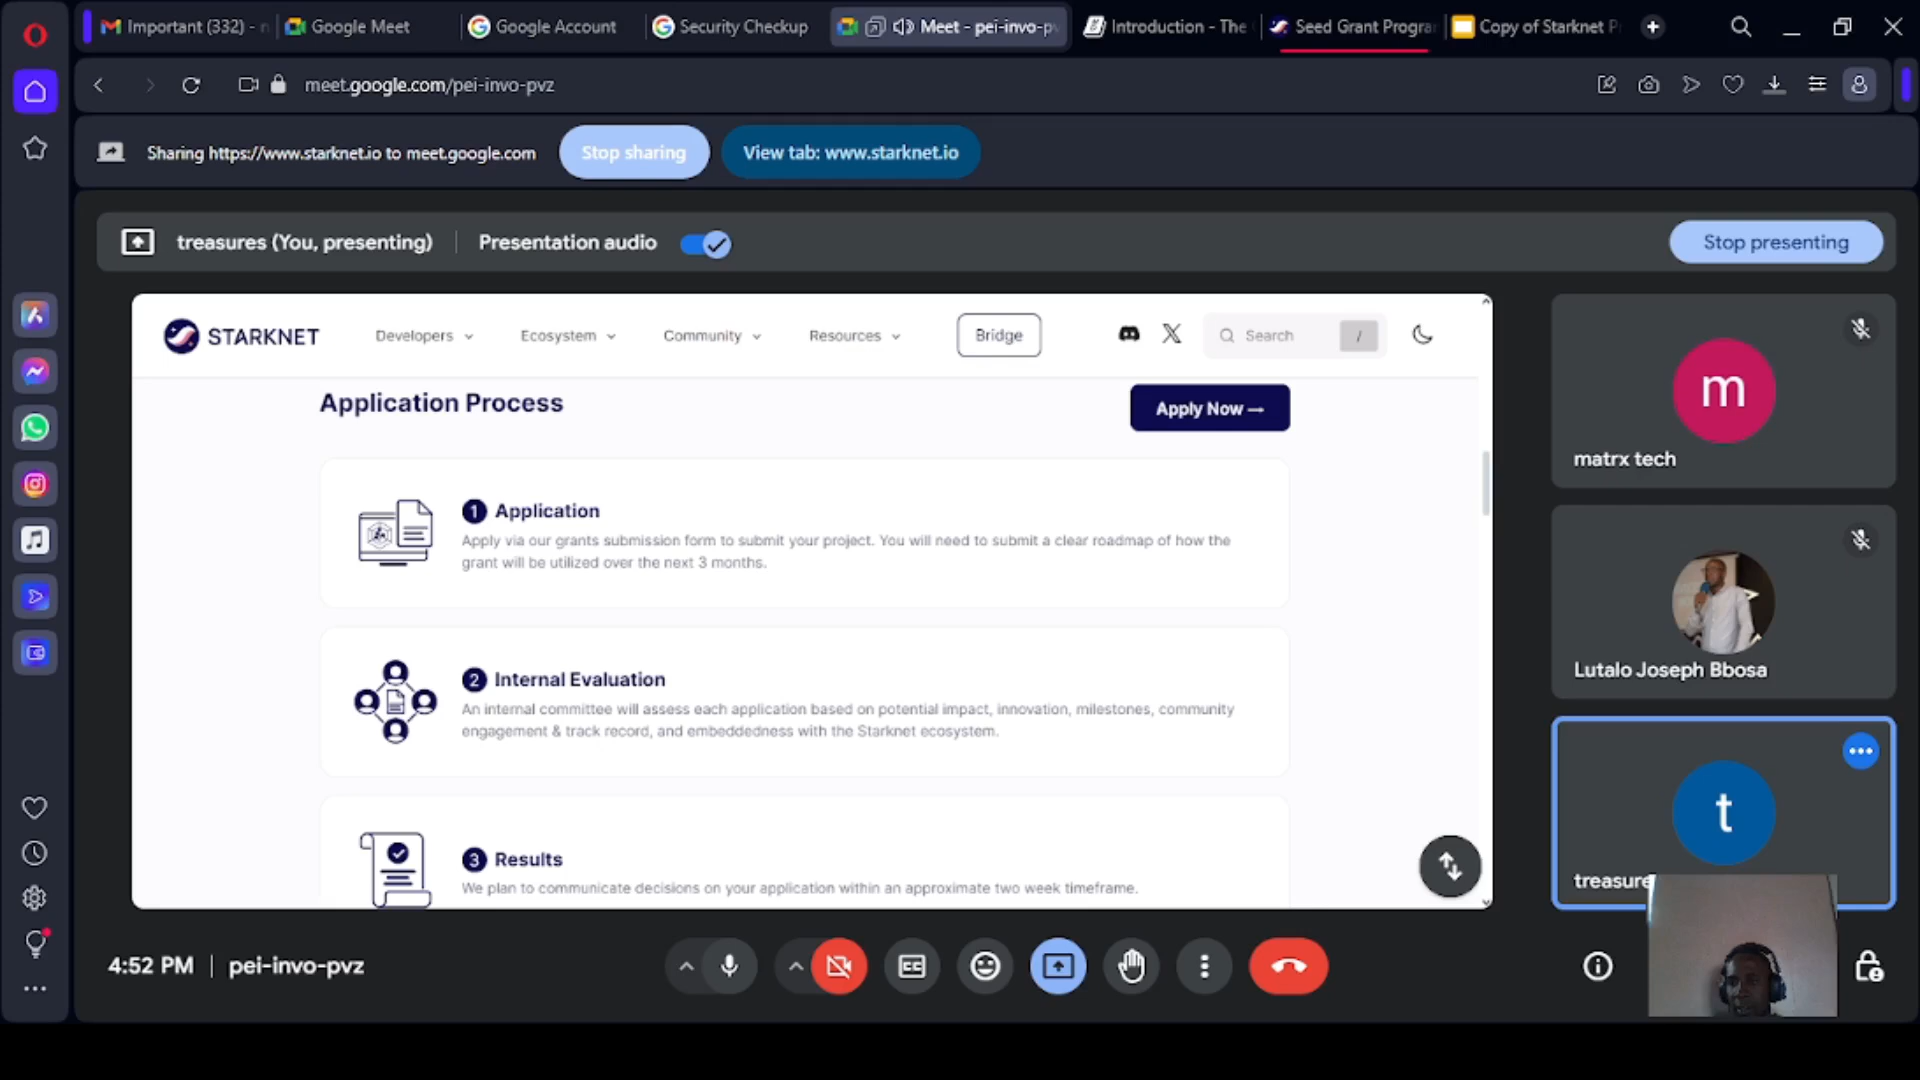 Important (332) - n
Google Meet
Google Account
Security Checkup
Meet - pei-invo-pv
Introduction - The
Seed Grant Progra
Copy of Starknet P
meet.google.com/pei-invo-pvz
Sharing https://www.starknet.io to meet.google.com
Stop sharing
View tab: www.starknet.io
treasures (You, presenting)
Presentation audio
Stop presenting
STARKNET
Developers
Ecosystem
Community
Resources
Bridge
Search
/
Application Process
Apply Now →
1 Application
Apply via our grants submission form to submit your project. You will need to submit a clear roadmap of how the
grant will be utilized over the next 3 months.
2 Internal Evaluation
An internal committee will assess each application based on potential impact, innovation, milestones, community
engagement & track record, and embeddedness with the Starknet ecosystem.
3 Results
We plan to communicate decisions on your application within an approximate two week timeframe.
m
matrx tech
Lutalo Joseph Bbosa
t
treasure
4:52 PM | pei-invo-pvz
CC